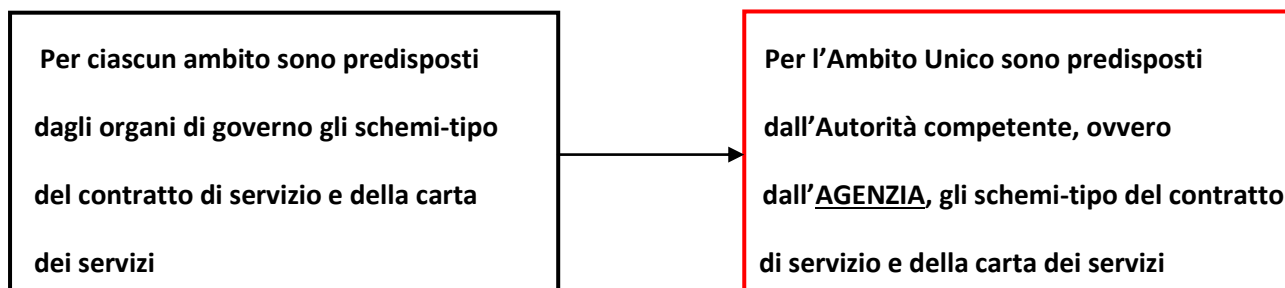 Per ciascun ambito sono predisposti
dagli organi di governo gli schemi-tipo
del contratto di servizio e della carta
dei servizi
Per l’Ambito Unico sono predisposti
dall’Autorità competente, ovvero
dall’AGENZIA, gli schemi-tipo del contratto
di servizio e della carta dei servizi